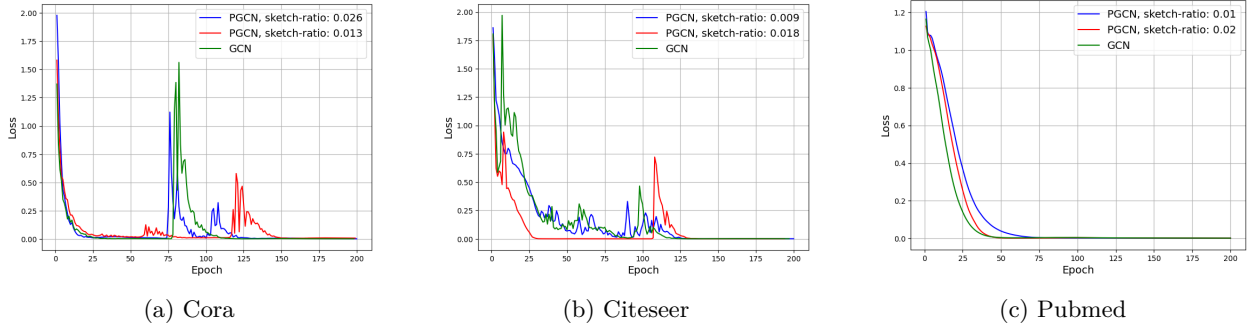 2.00
1.75
1.50
1.25
1.00
0.75
0.50
0.25
0.00
Loss
0 25 50 75 100 125 150 175 200
Epoch
PGCN, sketch-ratio: 0.026
PGCN, sketch-ratio: 0.013
GCN
(a) Cora
2.00
1.75
1.50
1.25
1.00
0.75
0.50
0.25
0.00
Loss
0 25 50 75 100 125 150 175 200
Epoch
PGCN, sketch-ratio: 0.009
PGCN, sketch-ratio: 0.018
GCN
(b) Citeseer
1.2
1.0
0.8
0.6
0.4
0.2
0.0
Loss
0 25 50 75 100 125 150 175 200
Epoch
PGCN, sketch-ratio: 0.01
PGCN, sketch-ratio: 0.02
GCN
(c) Pubmed